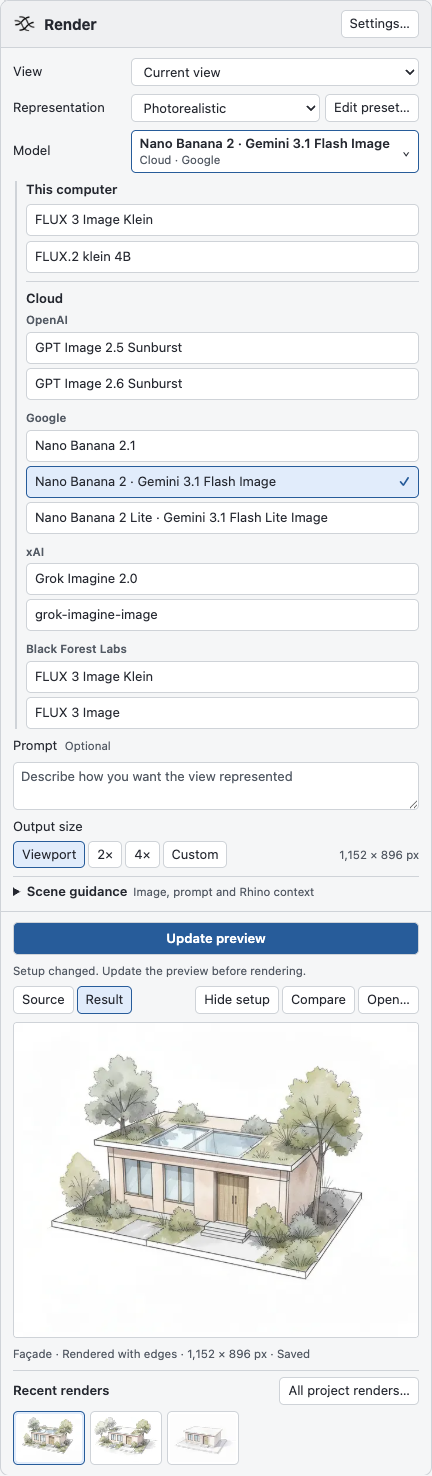 Render
Settings...
View
Current view
Representation
Photorealistic
Edit preset...
Model
Nano Banana 2 · Gemini 3.1 Flash Image
Cloud · Google
This computer
FLUX 3 Image Klein
FLUX.2 klein 4B
Cloud
OpenAI
GPT Image 2.5 Sunburst
GPT Image 2.6 Sunburst
Google
Nano Banana 2.1
Nano Banana 2 · Gemini 3.1 Flash Image
Nano Banana 2 Lite · Gemini 3.1 Flash Lite Image
xAI
Grok Imagine 2.0
grok-imagine-image
Black Forest Labs
FLUX 3 Image Klein
FLUX 3 Image
Prompt Optional
Describe how you want the view represented
Output size
Viewport 2× 4× Custom 1,152 × 896 px
Scene guidance Image, prompt and Rhino context
Update preview
Setup changed. Update the preview before rendering.
Source Result Hide setup Compare Open...
Façade · Rendered with edges · 1,152 × 896 px · Saved
Recent renders All project renders...